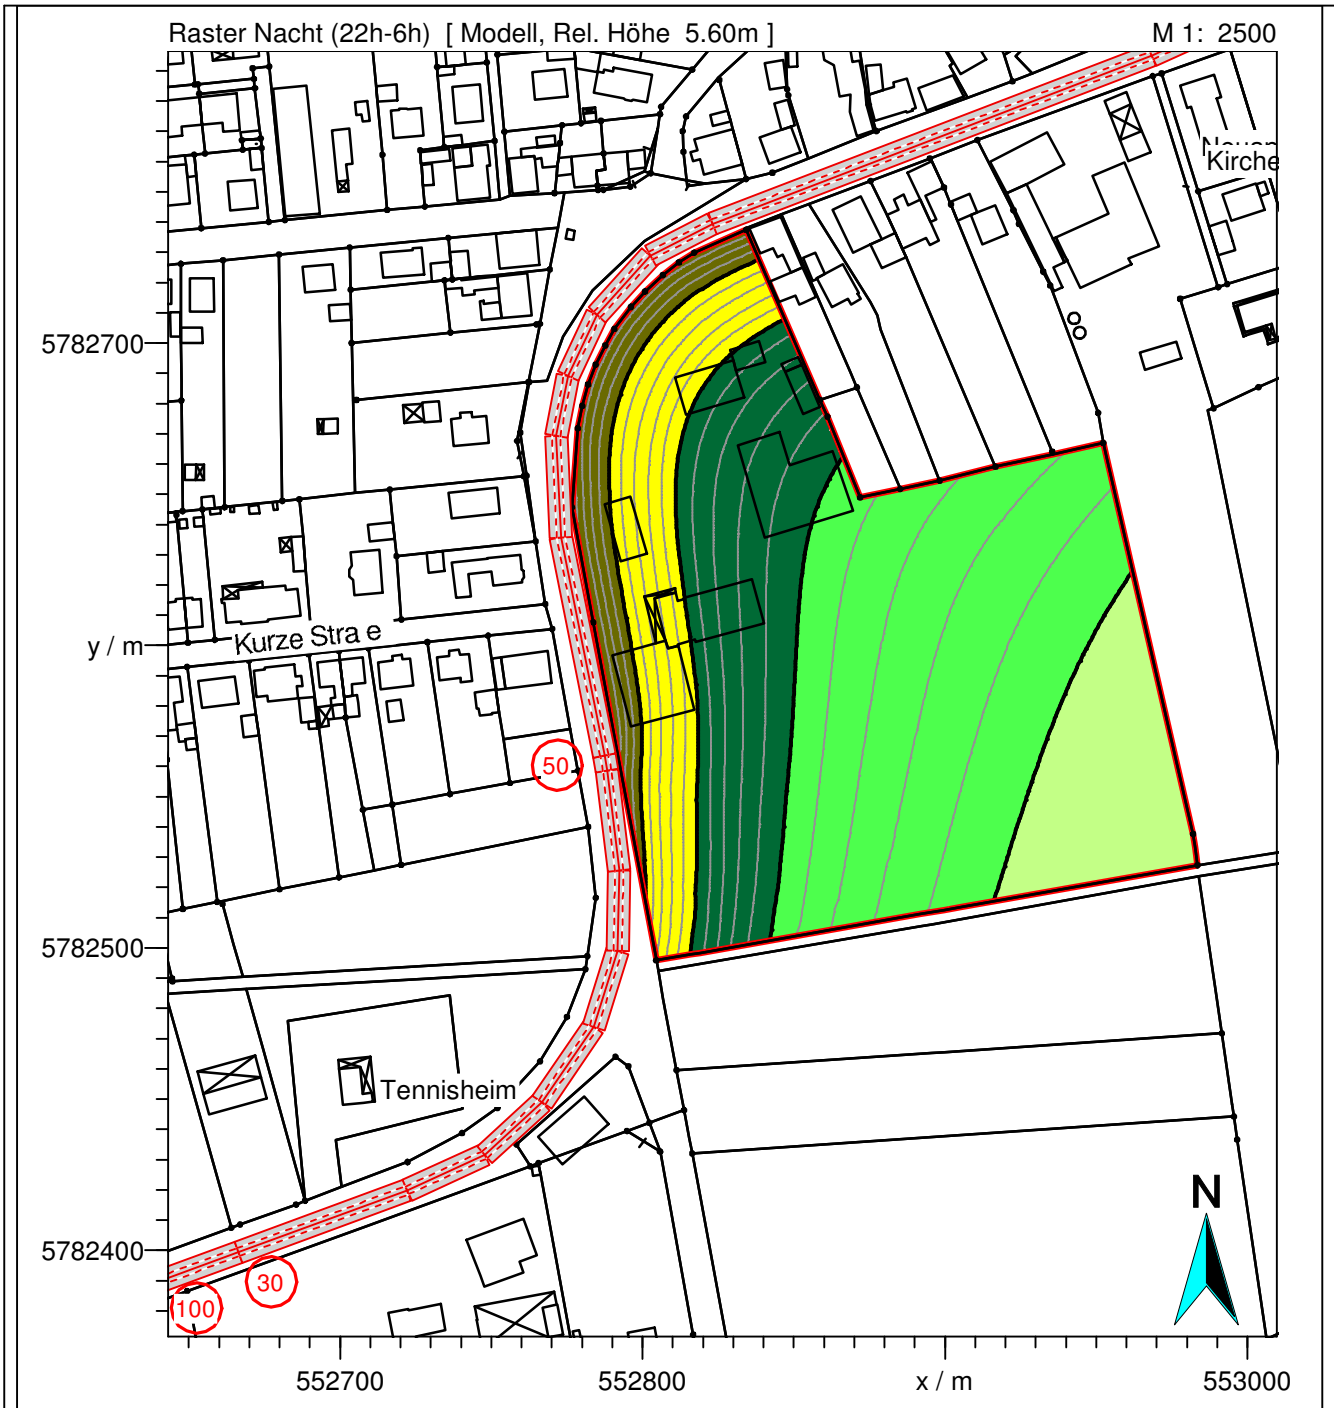 Raster Nacht (22h-6h) [ Modell, Rel. Höhe 5.60m ] M 1: 2500
Kirche
5782700
Kurze Stra e
y / m
50
5782500
Tennisheim
N
5782400
30
100
552700 552800 x / m 553000